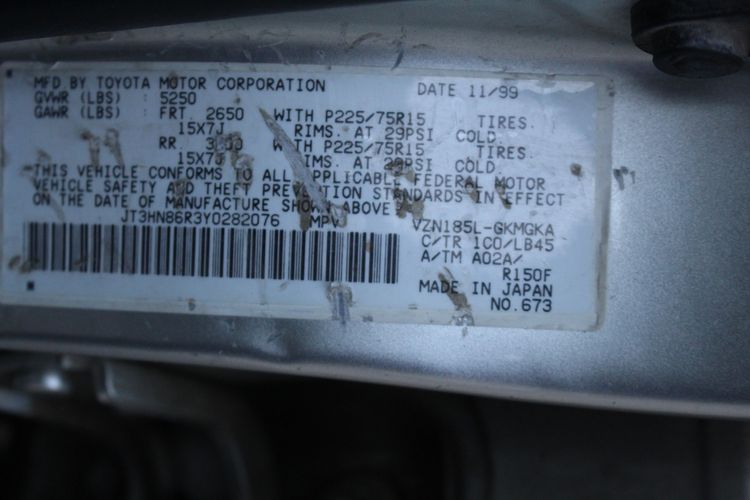 MFD BY TOYOTA MOTOR CORPORATION DATE 11/99
GVWR (LBS) : 5250
GAWR (LBS) : FRT. 2650 WITH P225/75R15 TIRES.
15X7J RIMS. AT 29PSI COLD.
RR. WITH P225/75R15 TIRES.
15X7J RIMS. AT COLD.
THIS VEHICLE CONFORMS TO ALL APPLICABLE FEDERAL MOTOR
VEHICLE SAFETY AND THEFT PREVENTION STANDARDS IN EFFECT
ON THE DATE OF MANUFACTURE SHOWN ABOVE.
JT3HN86R3Y0282076 MPV VZN185L-GKMGKA
C/TR 1C0/LB45
A/TM A02A/
R150F
MADE IN JAPAN
NO.673